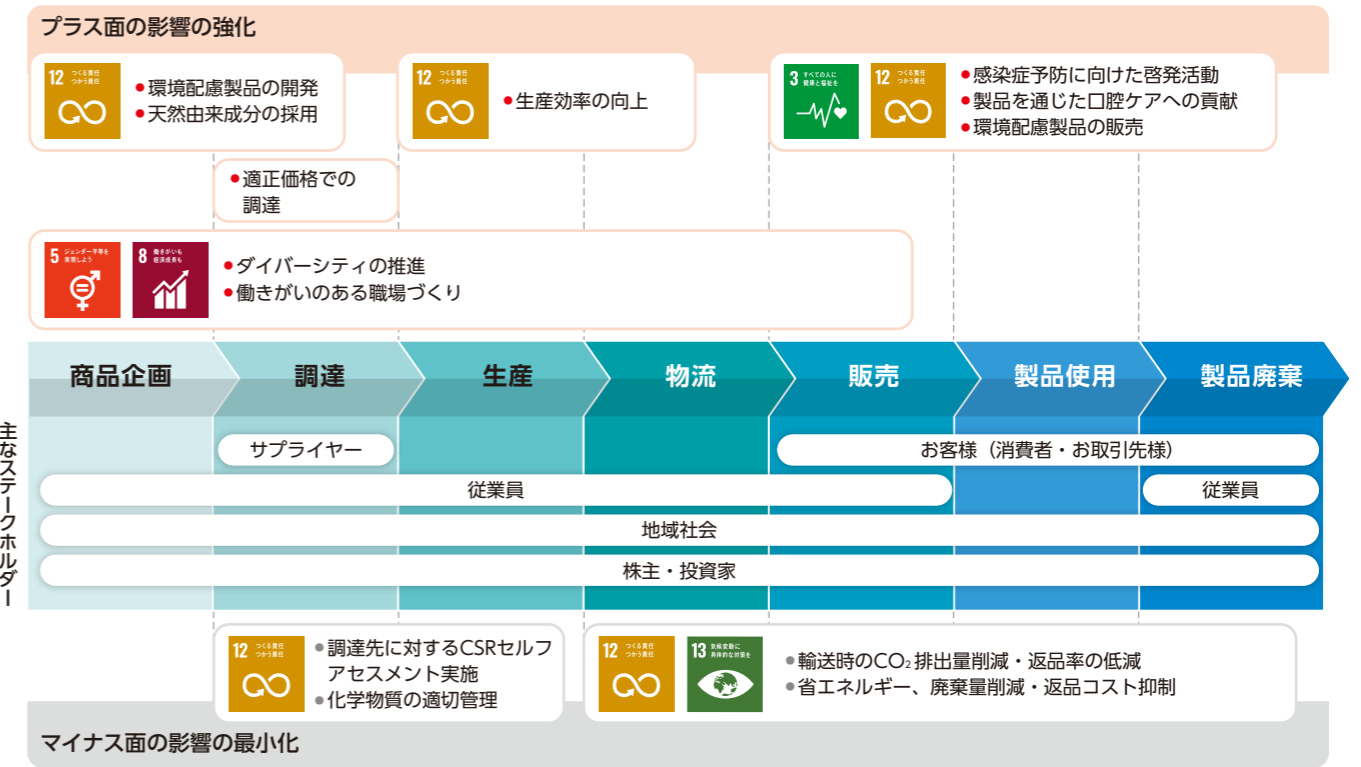 プラス面の影響の強化
12 つくる責任
つかう責任
●環境配慮製品の開発
●天然由来成分の採用
12 つくる責任
つかう責任
●生産効率の向上
3 すべての人に
健康と福祉を
12 つくる責任
つかう責任
●感染症予防に向けた啓発活動
●製品を通じた口腔ケアへの貢献
●環境配慮製品の販売
●適正価格での
調達
5 ジェンダー平等を
実現しよう
8 働きがいも
経済成長も
●ダイバーシティの推進
●働きがいのある職場づくり
商品企画
調達
生産
物流
販売
製品使用
製品廃棄
主なステークホルダー
サプライヤー
お客様（消費者・お取引先様）
従業員
従業員
地域社会
株主・投資家
12 つくる責任
つかう責任
●調達先に対するCSRセルフ
アセスメント実施
●化学物質の適切管理
12 つくる責任
つかう責任
13 気候変動に
具体的な対策を
●輸送時のCO₂排出量削減・返品率の低減
●省エネルギー、廃棄量削減・返品コスト抑制
マイナス面の影響の最小化